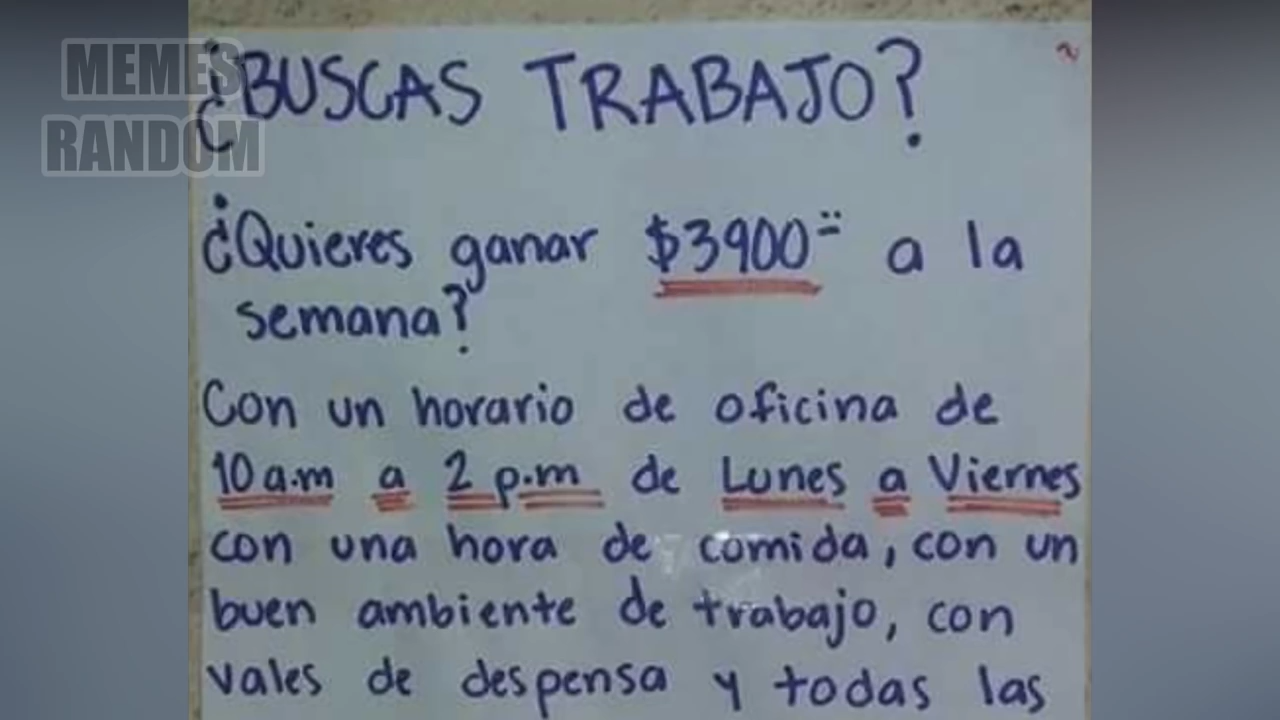 MEMES
RANDOM
¿BUSCAS TRABAJO?
¿Quieres ganar $3900= a la
semana?
Con un horario de oficina de
10 a.m a 2 p.m de Lunes a Viernes
con una hora de comida, con un
buen ambiente de trabajo, con
vales de despensa y todas las